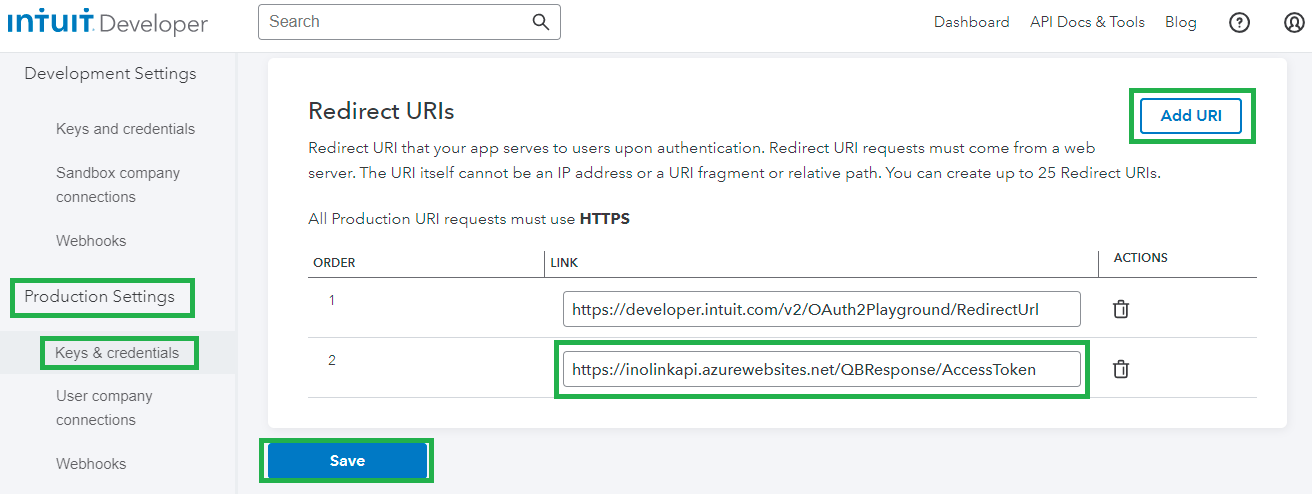 ınTuıT Developer
Search
Dashboard API Docs & Tools Blog ?
Development Settings
Keys and credentials
Sandbox company
connections
Webhooks
Production Settings
Keys & credentials
User company
connections
Webhooks
Redirect URIs
Add URI
Redirect URI that your app serves to users upon authentication. Redirect URI requests must come from a web
server. The URI itself cannot be an IP address or a URI fragment or relative path. You can create up to 25 Redirect URIs.
All Production URI requests must use HTTPS
ORDER LINK ACTIONS
1 https://developer.intuit.com/v2/OAuth2Playground/RedirectUrl
2 https://inolinkapi.azurewebsites.net/QBResponse/AccessToken
Save